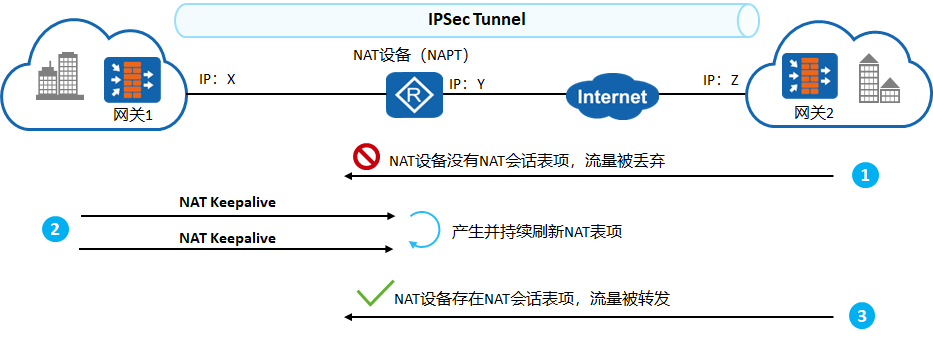 IPSec Tunnel
NAT设备（NAPT）
IP：X
IP：Y
IP：Z
R
Internet
网关1
网关2
NAT设备没有NAT会话表项，流量被丢弃
1
NAT Keepalive
2
NAT Keepalive
产生并持续刷新NAT表项
NAT设备存在NAT会话表项，流量被转发
3